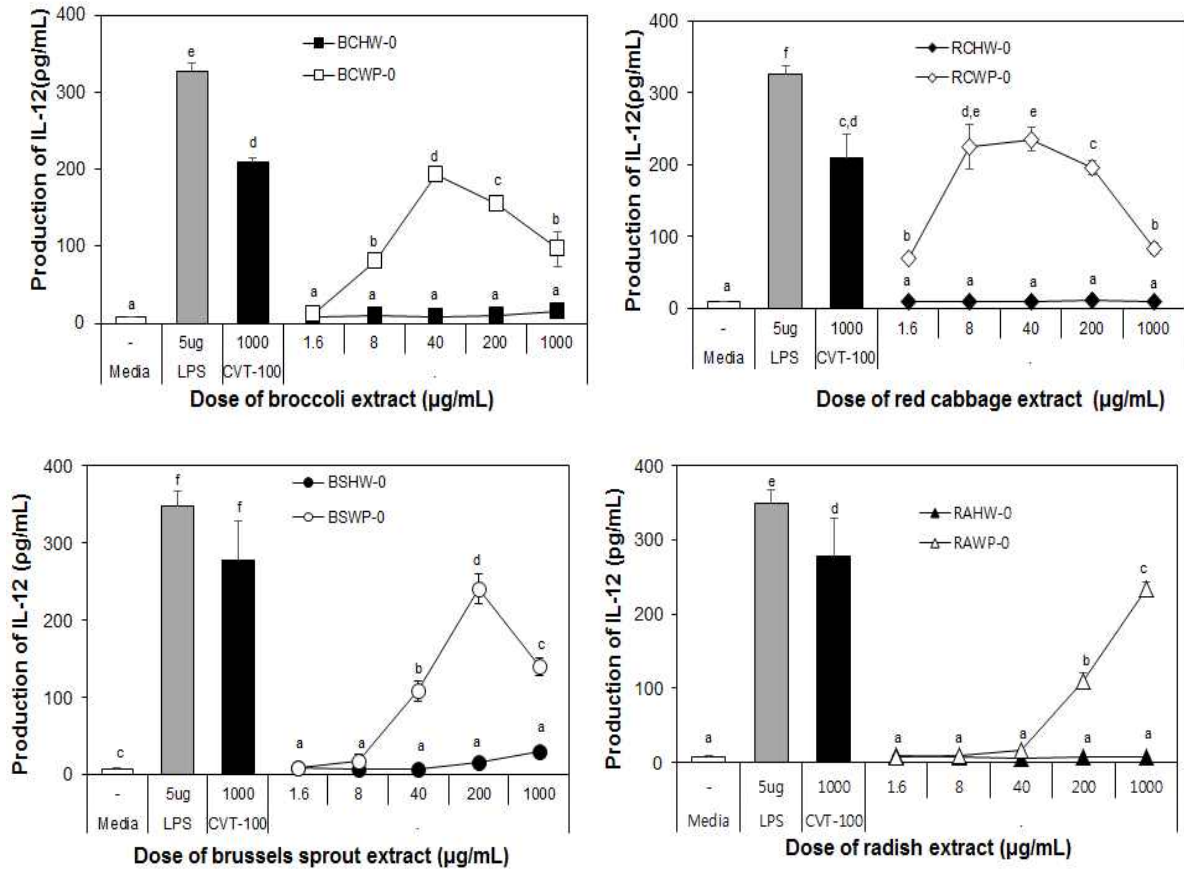 Production of IL-12(ρg/mL)
400
300
200
100
0
BCHW-0
BCWP-0
a
e
d
a
b
d
c
b
a
a
a
a
-
5ug
1000
1.6
8
40
200
1000
Media
LPS
CVT-100
.
Dose of broccoli extract (µg/mL)
Production of IL-12(ρg/mL)
400
300
200
100
0
RCHW-0
RCWP-0
a
f
c,d
b
d,e
e
c
b
a
a
a
a
a
-
5ug
1000
1.6
8
40
200
1000
Media
LPS
CVT-100
.
Dose of red cabbage extract (µg/mL)
Production of IL-12 (ρg/mL)
400
300
200
100
0
BSHW-0
BSWP-0
c
f
f
a
a
b
d
c
a
a
a
-
5ug
1000
1.6
8
40
200
1000
Media
LPS
CVT-100
.
Dose of brussels sprout extract (µg/mL)
Production of IL-12 (ρg/mL)
400
300
200
100
0
RAHW-0
RAWP-0
a
e
d
a
a
a
b
c
a
a
-
5ug
1000
1.6
8
40
200
1000
Media
LPS
CVT-100
.
Dose of radish extract (µg/mL)